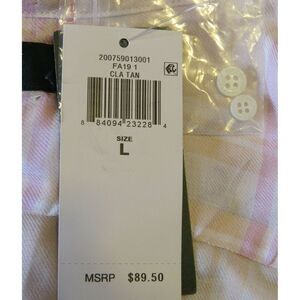 200759013001
FA19 1
CLA TAN
8 84094 23228 4
SIZE
L
MSRP $89.50